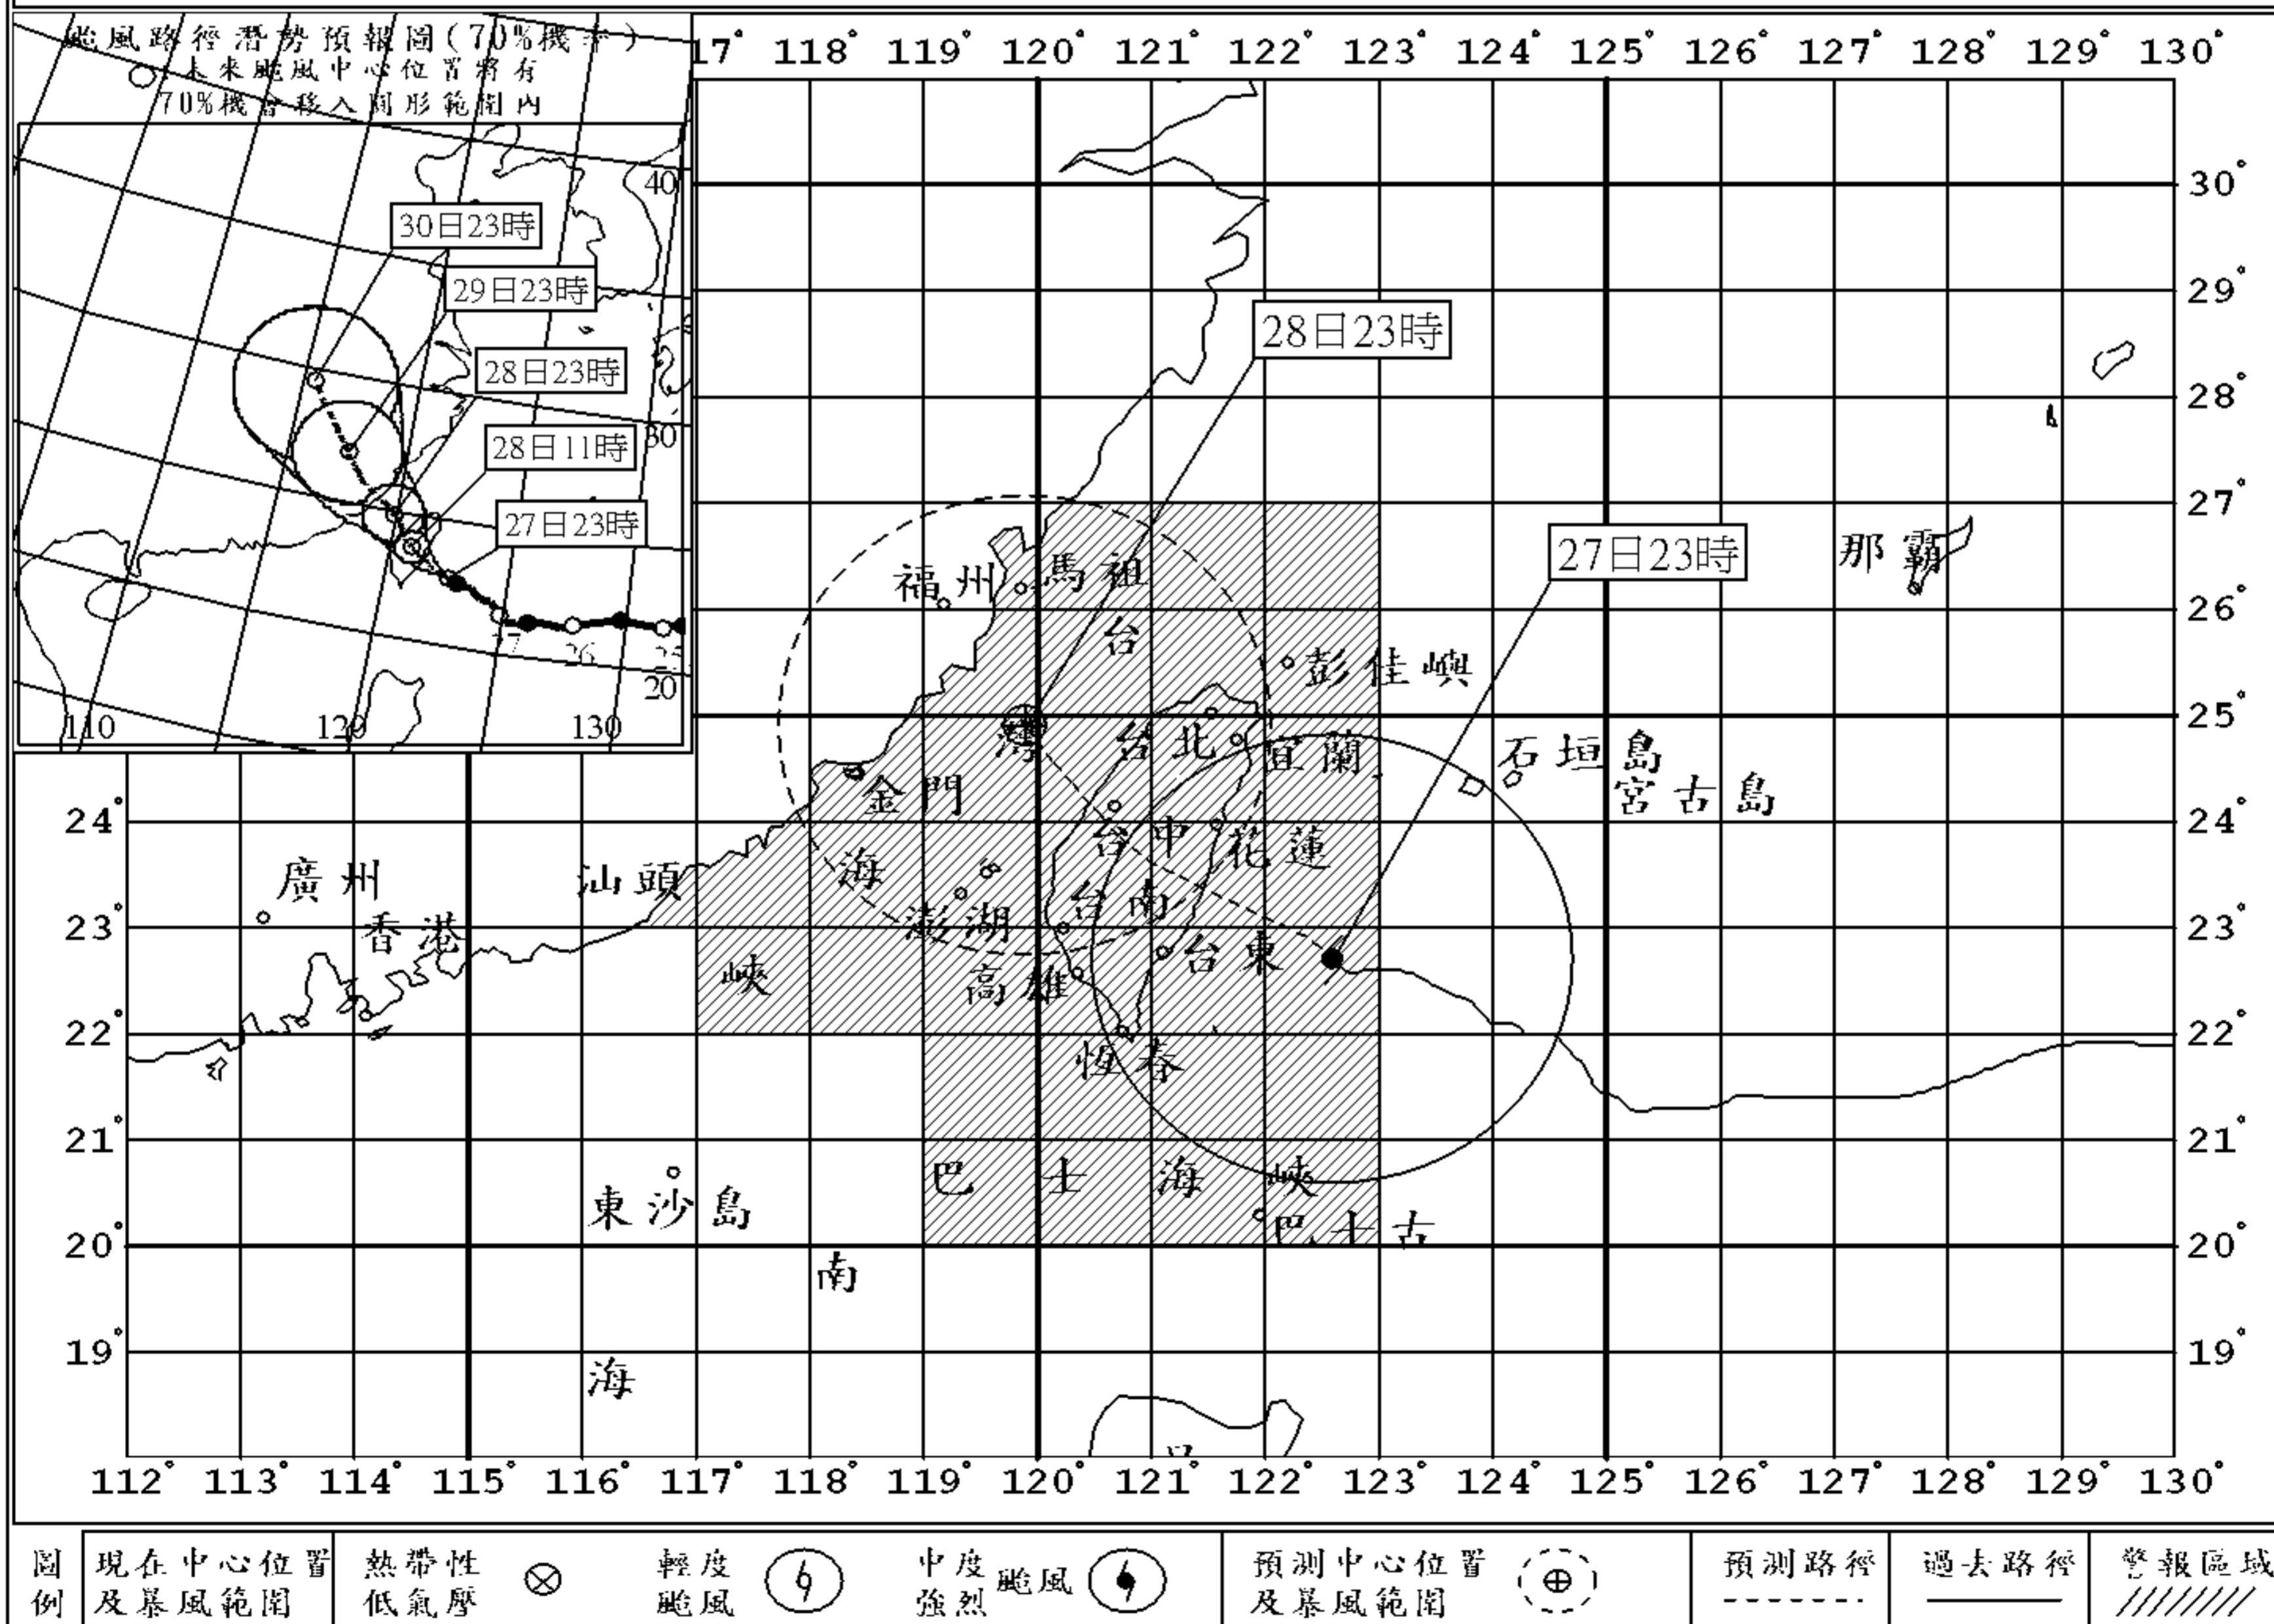 颱風路徑潛勢預報圖(70%機率)
未來颱風中心位置將有
70%機會移入圓形範圍內
17° 118° 119° 120° 121° 122° 123° 124° 125° 126° 127° 128° 129° 130°
40
30日23時
29日23時
28日23時
30
28日11時
27日23時
27 26 25
20
110 120 130
30°
29°
28日23時
28°
27°
27日23時
那霸
福州 馬祖
26°
台
彭佳嶼
25°
灣 台北 宜蘭 石垣島
金門 宮古島
24° 24°
台中 花蓮
廣州 汕頭 海
台南
23° 23°
香港 澎湖
台東
峽 高雄
22° 22°
恆春
21° 21°
巴士海峽
東沙島 巴士古
20° 20°
南
19° 19°
海
112° 113° 114° 115° 116° 117° 118° 119° 120° 121° 122° 123° 124° 125° 126° 127° 128° 129° 130°
圖例 現在中心位置及暴風範圍 熱帶性低氣壓 輕度颱風 中度強烈颱風 預測中心位置及暴風範圍 預測路徑 過去路徑 警報區域